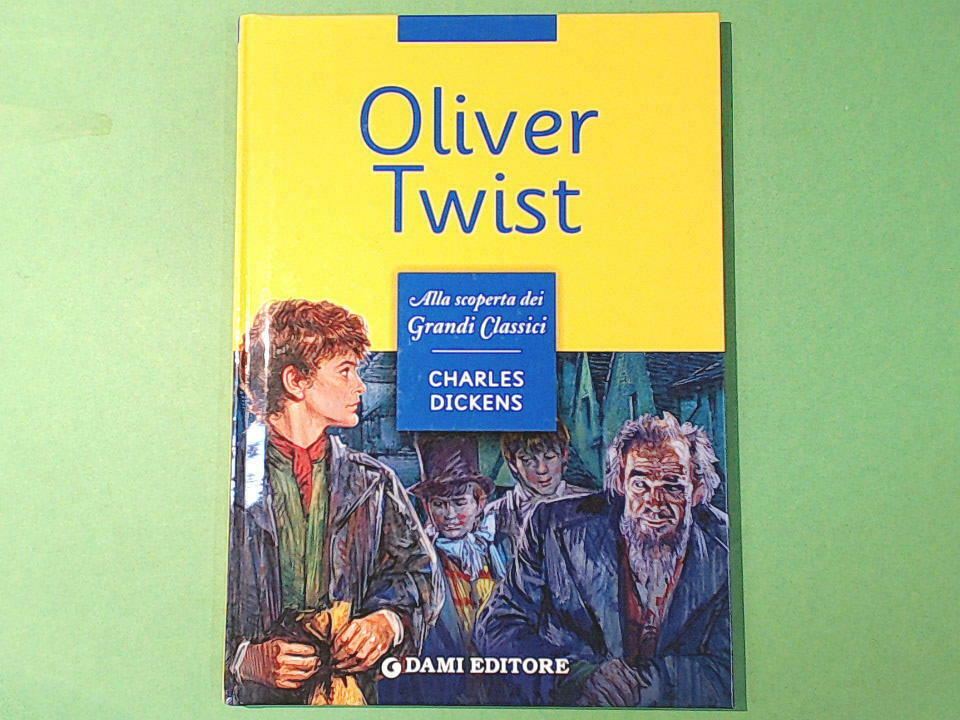 Oliver
Twist
Alla scoperta dei
Grandi Classici
CHARLES
DICKENS
DAMI EDITORE